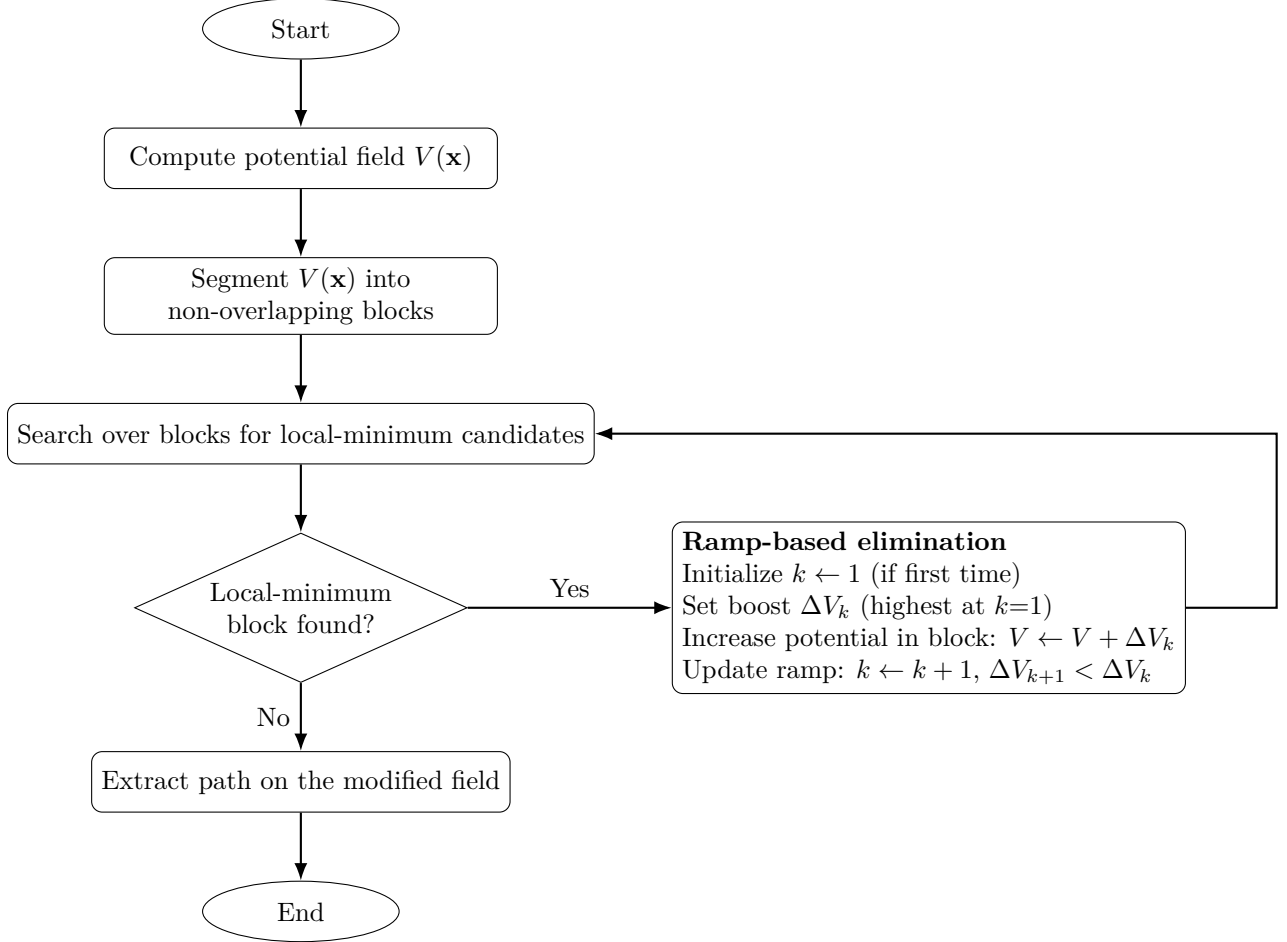 Start
Compute potential field V(𝐱)
Segment V(𝐱) into
non-overlapping blocks
Search over blocks for local-minimum candidates
Local-minimum
block found?
Yes
Ramp-based elimination
Initialize k ← 1 (if first time)
Set boost ΔV_k (highest at k=1)
Increase potential in block: V ← V + ΔV_k
Update ramp: k ← k + 1, ΔV_{k+1} < ΔV_k
No
Extract path on the modified field
End